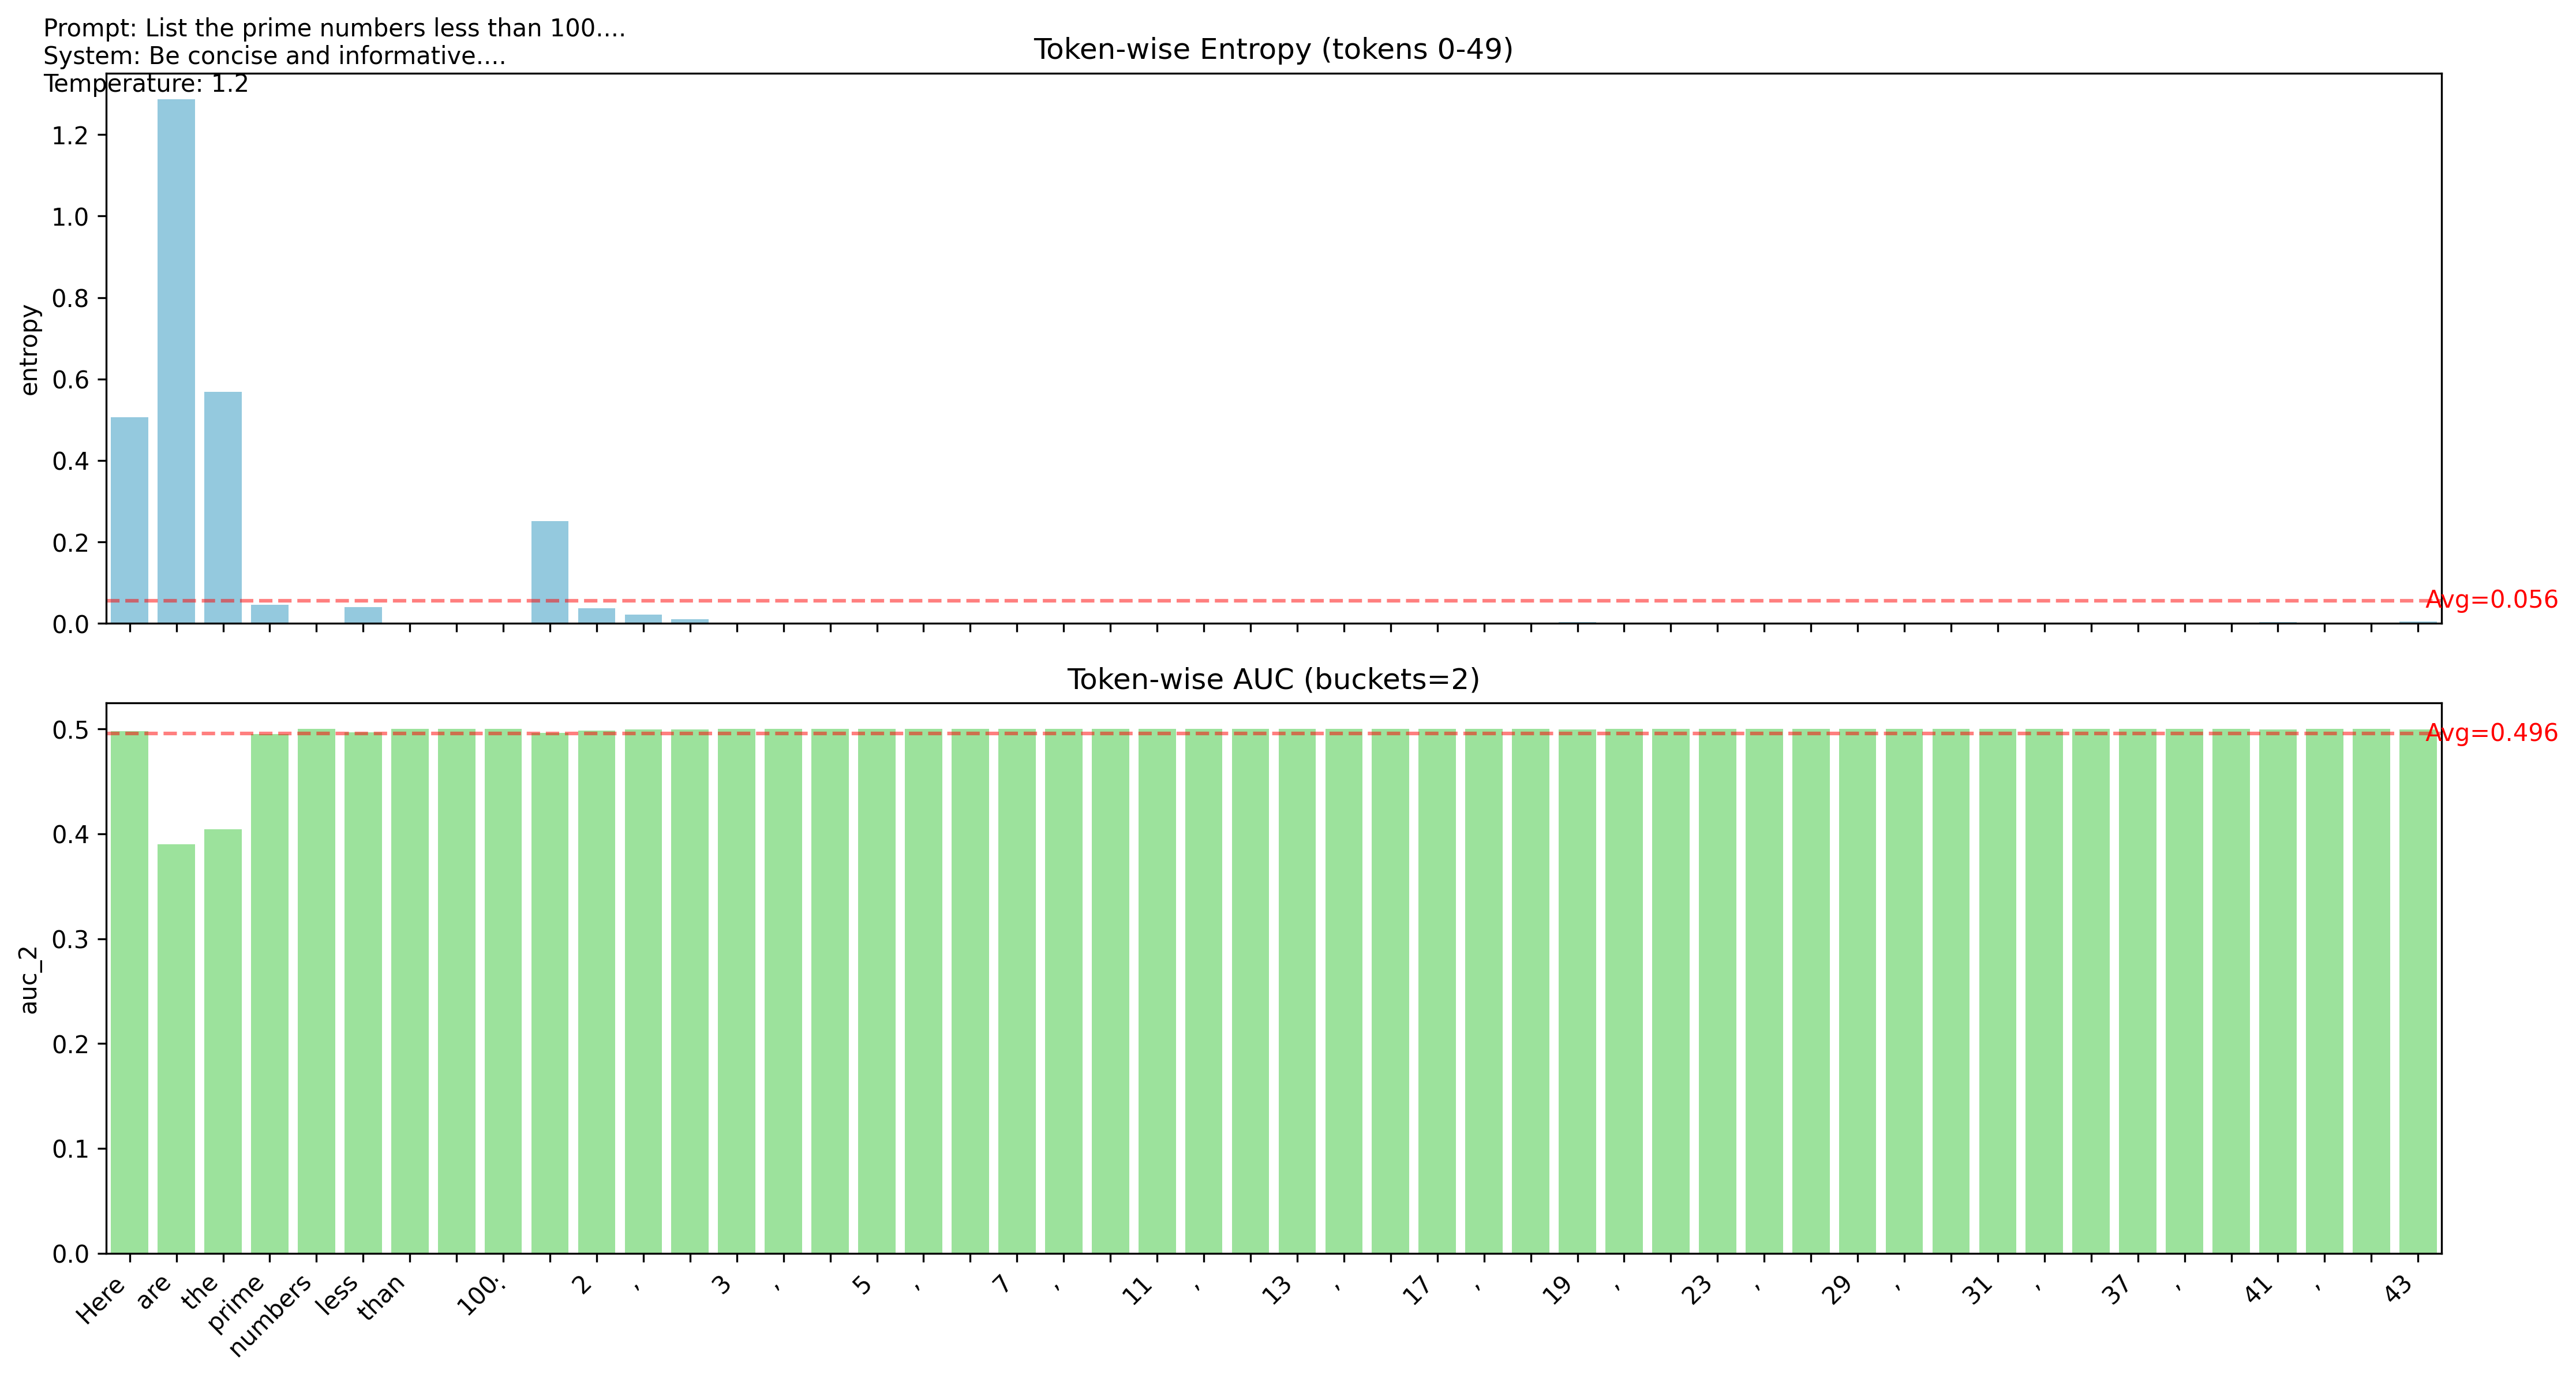 Prompt: List the prime numbers less than 100....
System: Be concise and informative....
Temperature: 1.2
Token-wise Entropy (tokens 0-49)
entropy
1.2
1.0
0.8
0.6
0.4
0.2
0.0
Avg=0.056
Token-wise AUC (buckets=2)
auc_2
0.5
0.4
0.3
0.2
0.1
0.0
Avg=0.496
Here
are
the
prime
numbers
less
than
100:
2
,
3
,
5
,
7
,
11
,
13
,
17
,
19
,
23
,
29
,
31
,
37
,
41
,
43